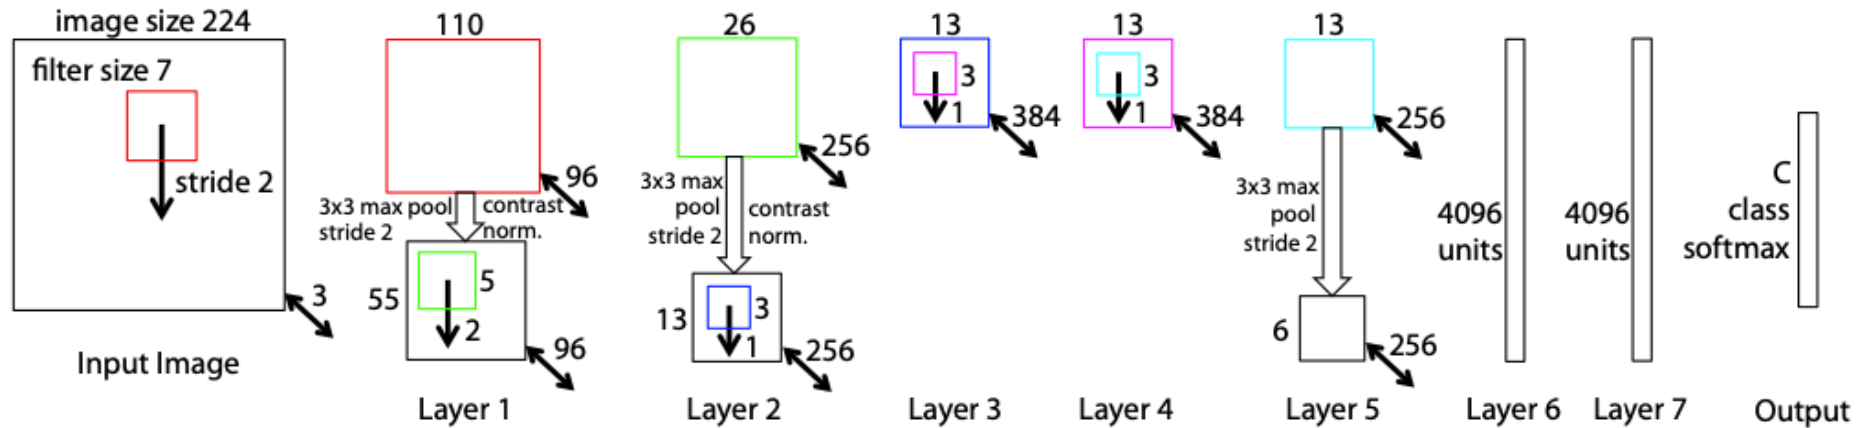 image size 224
filter size 7
stride 2
3
Input Image
110
96
3x3 max pool
stride 2
contrast
norm.
55
5
2
96
Layer 1
26
256
3x3 max
pool
stride 2
contrast
norm.
13
3
1
256
Layer 2
13
3
1
384
Layer 3
13
3
1
384
Layer 4
13
256
3x3 max
pool
stride 2
6
256
Layer 5
4096
units
Layer 6
4096
units
Layer 7
C
class
softmax
Output